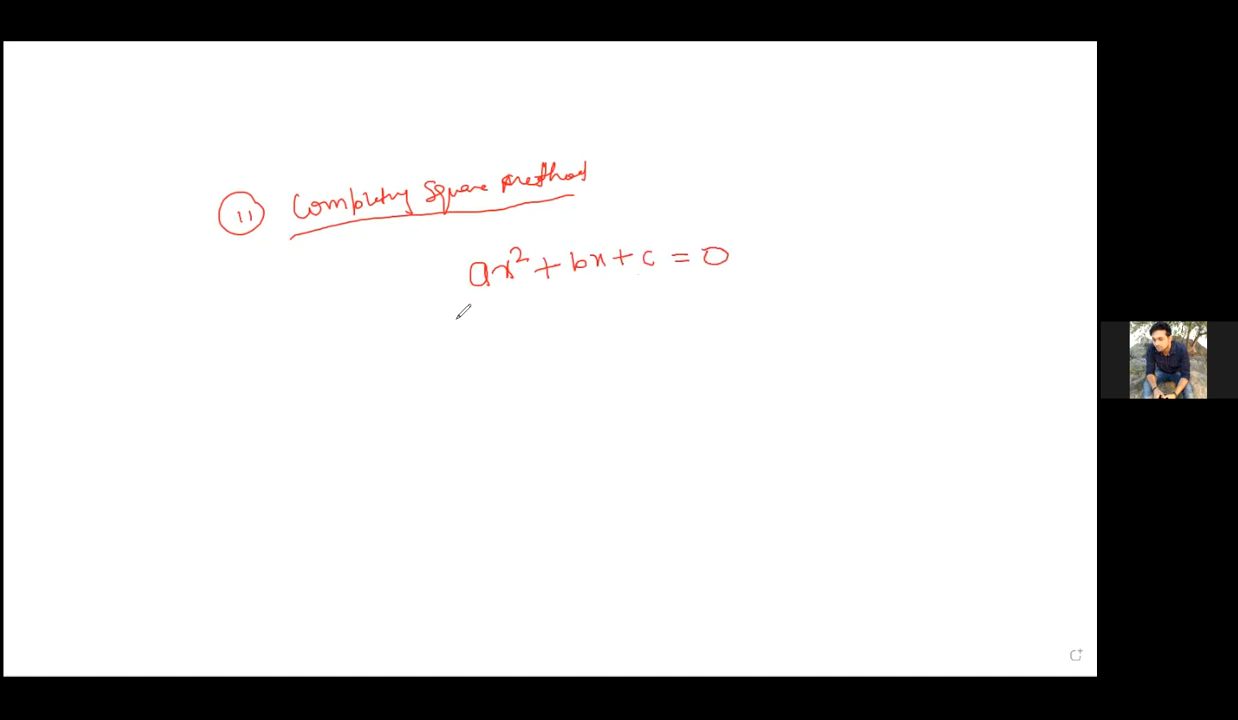 (11) Completing Square method
ax² + bx + c = 0